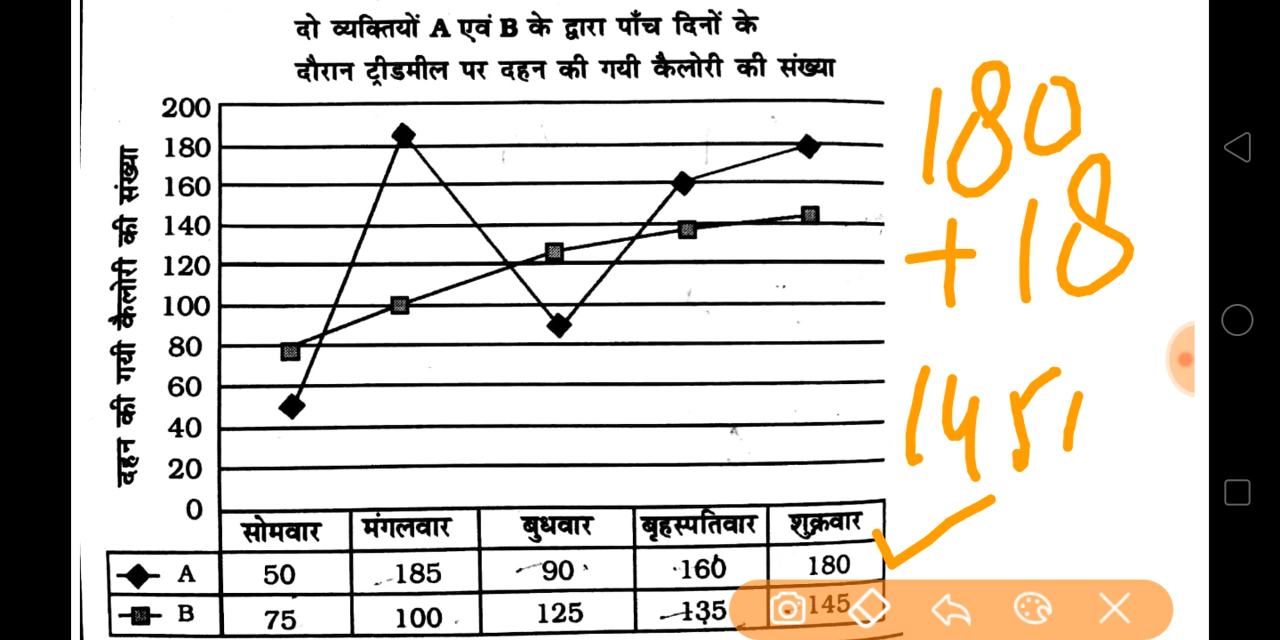 दो व्यक्तियों A एवं B के द्वारा पाँच दिनों के
दौरान ट्रीडमील पर दहन की गयी कैलोरी की संख्या
दहन की गयी कैलोरी की संख्या
200
180
160
140
120
100
80
60
40
20
0
सोमवार मंगलवार बुधवार बृहस्पतिवार शुक्रवार
A 50 185 90 160 180
B 75 100 125 135 145
180
+ 18
145